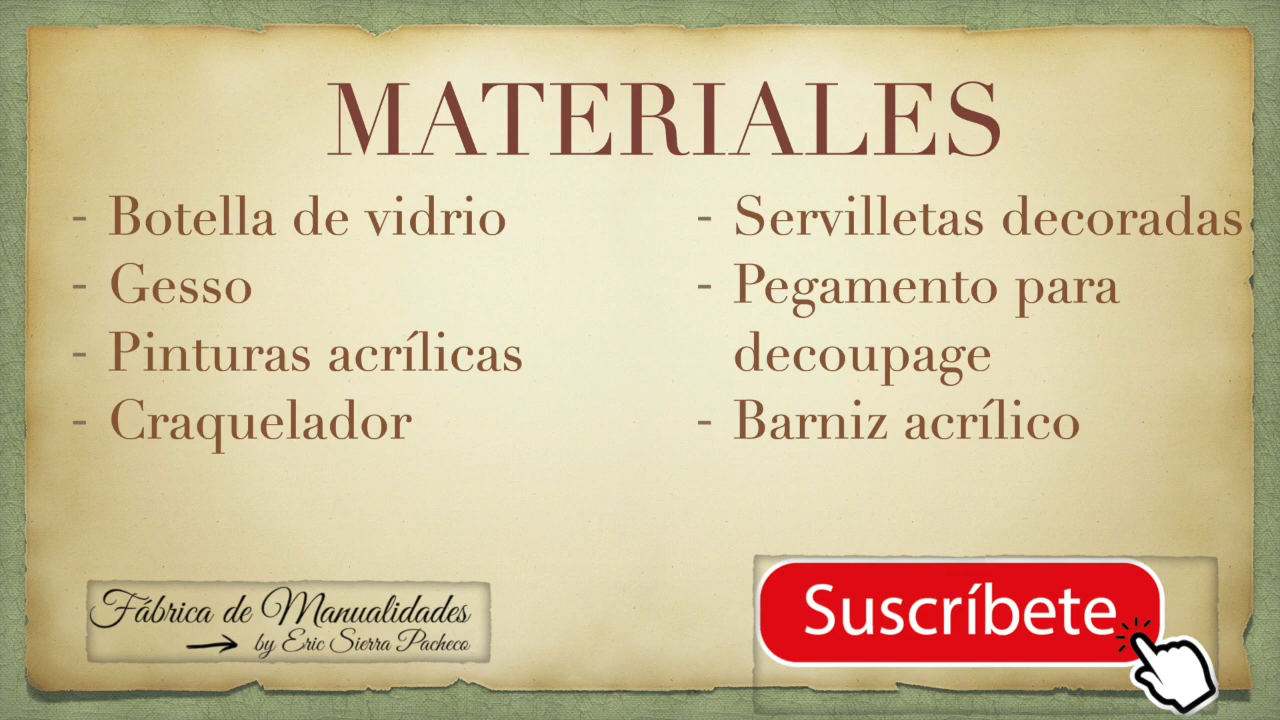 MATERIALES
- Botella de vidrio
- Gesso
- Pinturas acrílicas
- Craquelador
- Servilletas decoradas
- Pegamento para
decoupage
- Barniz acrílico
Fábrica de Manualidades
by Eric Sierra Pacheco
Suscríbete